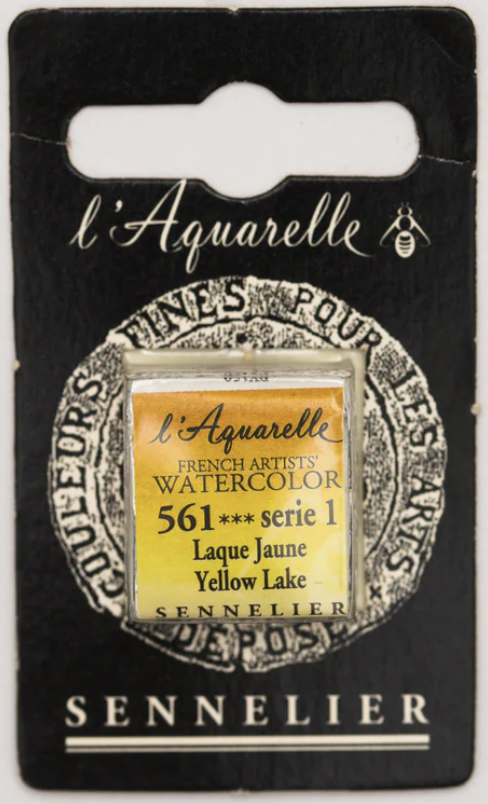 l'Aquarelle
COULEURS FINES POUR LES ARTS
l'Aquarelle
FRENCH ARTISTS'
WATERCOLOR
561*** serie 1
Laque Jaune
Yellow Lake
SENNELIER
DÉPOSÉ
SENNELIER